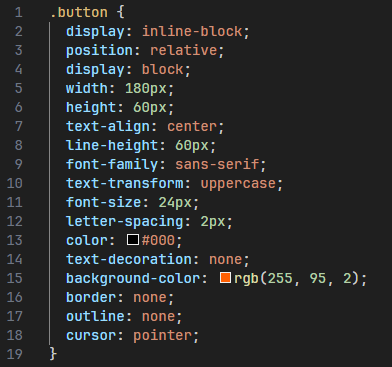 1 .button {
2 display: inline-block;
3 position: relative;
4 display: block;
5 width: 180px;
6 height: 60px;
7 text-align: center;
8 line-height: 60px;
9 font-family: sans-serif;
10 text-transform: uppercase;
11 font-size: 24px;
12 letter-spacing: 2px;
13 color: #000;
14 text-decoration: none;
15 background-color: rgb(255, 95, 2);
16 border: none;
17 outline: none;
18 cursor: pointer;
19 }